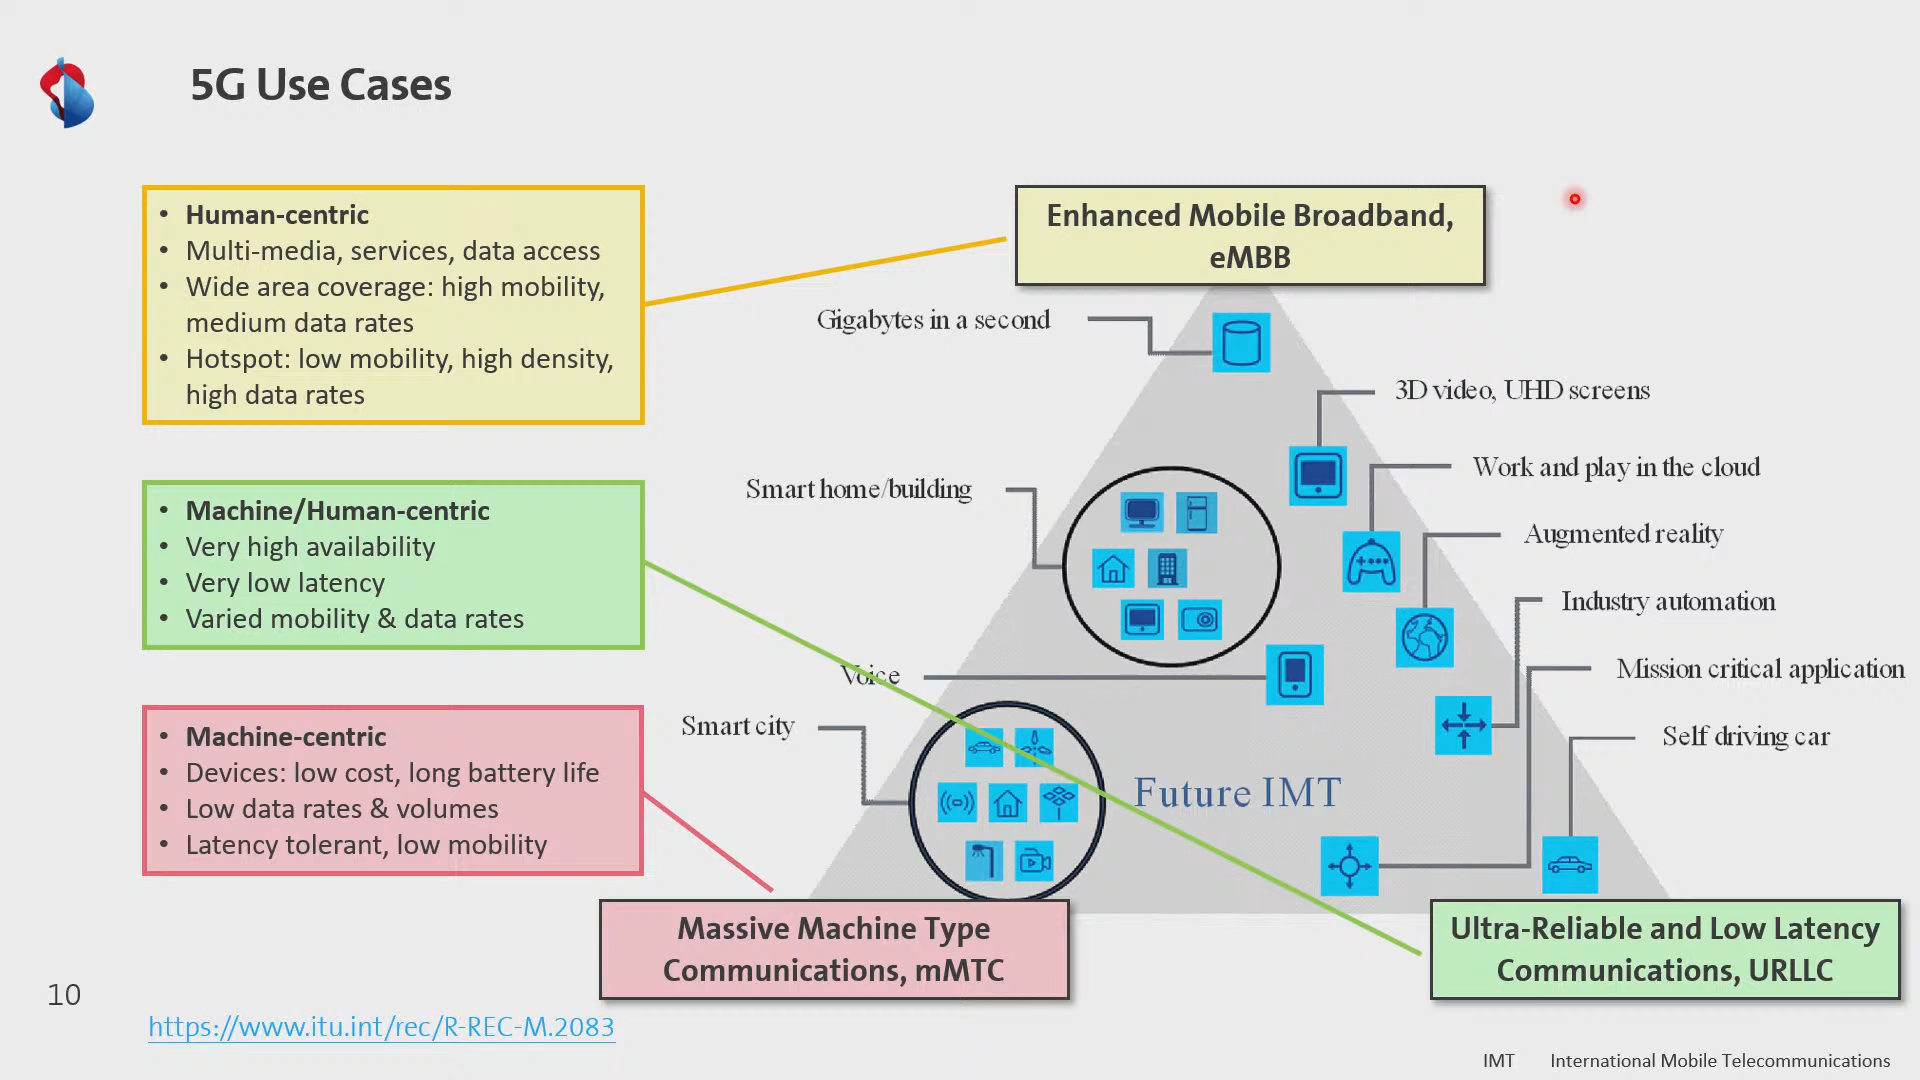 5G Use Cases
• Human-centric
• Multi-media, services, data access
• Wide area coverage: high mobility,
medium data rates
• Hotspot: low mobility, high density,
high data rates
• Machine/Human-centric
• Very high availability
• Very low latency
• Varied mobility & data rates
• Machine-centric
• Devices: low cost, long battery life
• Low data rates & volumes
• Latency tolerant, low mobility
Enhanced Mobile Broadband,
eMBB
Gigabytes in a second
3D video, UHD screens
Work and play in the cloud
Smart home/building
Augmented reality
Industry automation
Voice
Mission critical application
Smart city
Self driving car
Future IMT
Massive Machine Type
Communications, mMTC
Ultra-Reliable and Low Latency
Communications, URLLC
10
https://www.itu.int/rec/R-REC-M.2083
IMT International Mobile Telecommunications